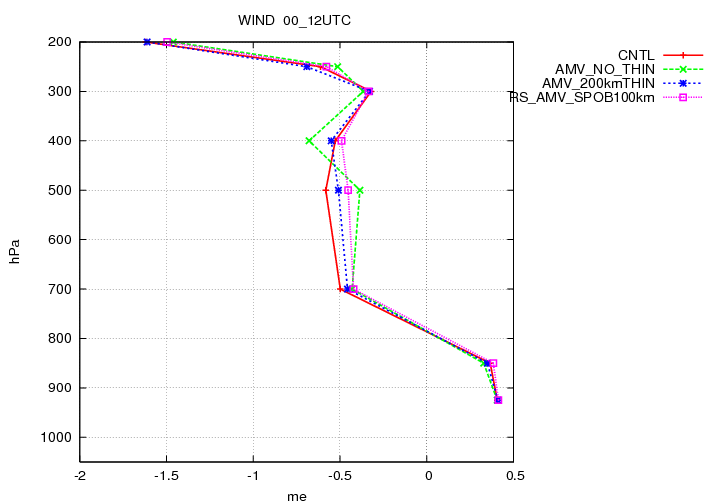 WIND  00_12UTC
CNTL
AMV_NO_THIN
AMV_200kmTHIN
RS_AMV_SPOB100km
200
300
400
500
600
700
800
900
1000
hPa
-2 -1.5 -1 -0.5 0 0.5
me